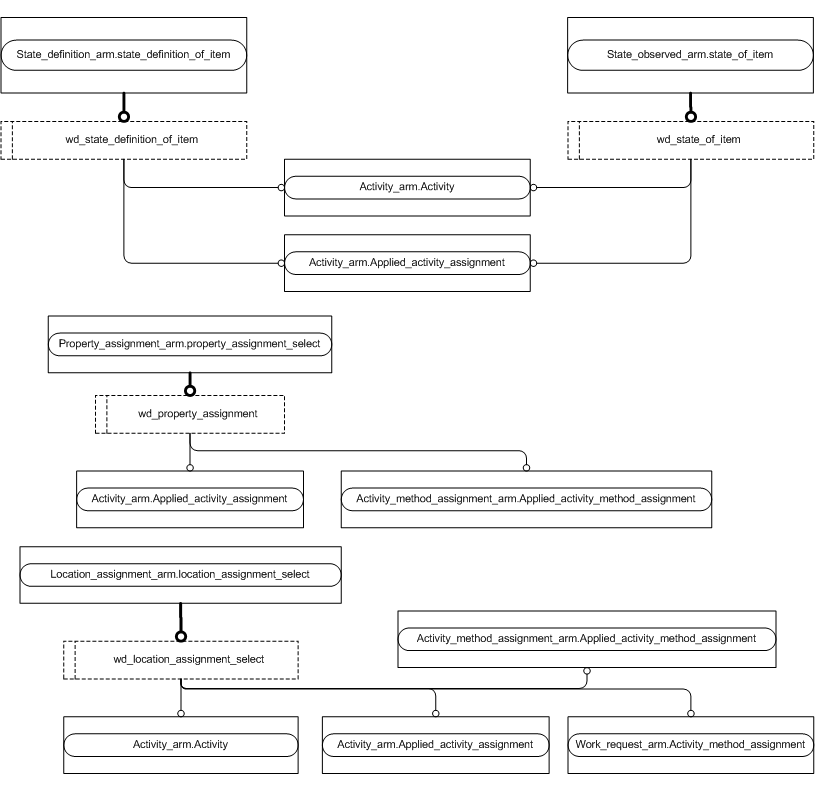 State_definition_arm.state_definition_of_item
State_observed_arm.state_of_item
wd_state_definition_of_item
wd_state_of_item
Activity_arm.Activity
Activity_arm.Applied_activity_assignment
Property_assignment_arm.property_assignment_select
wd_property_assignment
Activity_arm.Applied_activity_assignment
Activity_method_assignment_arm.Applied_activity_method_assignment
Location_assignment_arm.location_assignment_select
Activity_method_assignment_arm.Applied_activity_method_assignment
wd_location_assignment_select
Activity_arm.Activity
Activity_arm.Applied_activity_assignment
Work_request_arm.Activity_method_assignment